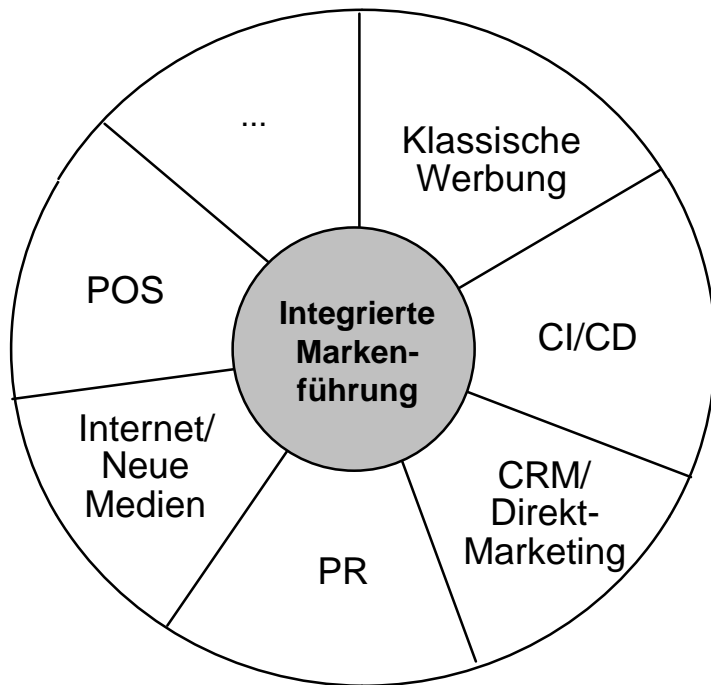 ...
Klassische
Werbung
POS
Integrierte
Marken-
führung
CI/CD
Internet/
Neue
Medien
CRM/
Direkt-
Marketing
PR